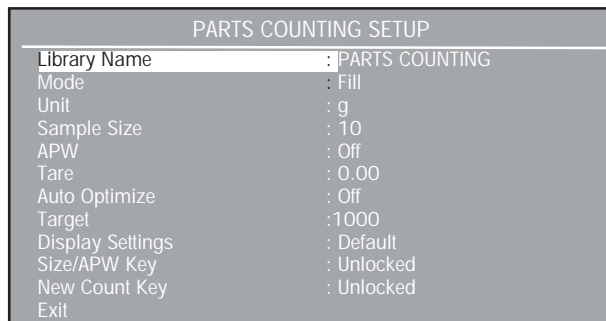 PARTS COUNTING SETUP
Library Name : PARTS COUNTING
Mode : Fill
Unit : g
Sample Size : 10
APW : Off
Tare : 0.00
Auto Optimize : Off
Target :1000
Display Settings : Default
Size/APW Key : Unlocked
New Count Key : Unlocked
Exit